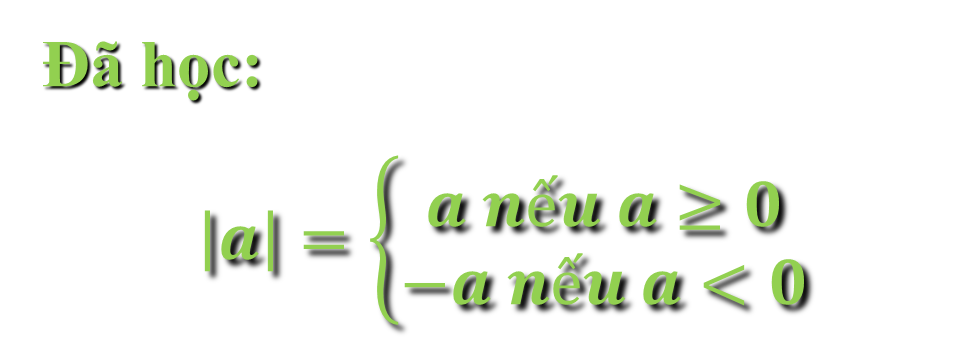 Đã học:
|a| = { a nếu a ≥ 0
−a nếu a < 0